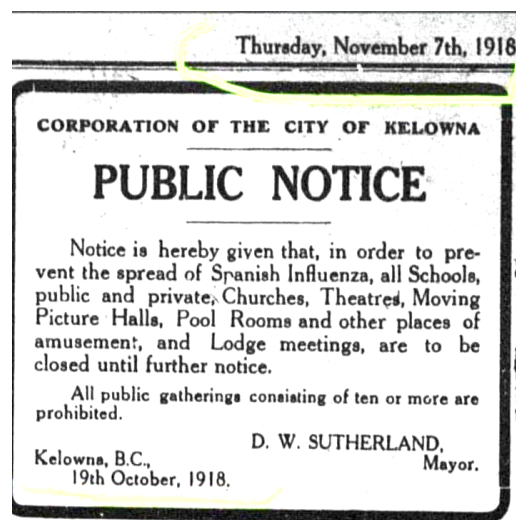 Thursday, November 7th, 1918
CORPORATION OF THE CITY OF KELOWNA
PUBLIC NOTICE
Notice is hereby given that, in order to pre-
vent the spread of Spanish Influenza, all Schools,
public and private, Churches, Theatres, Moving
Picture Halls, Pool Rooms and other places of
amusement, and Lodge meetings, are to be
closed until further notice.
All public gatherings consisting of ten or more are
prohibited.
D. W. SUTHERLAND,
Mayor.
Kelowna, B.C.,
19th October, 1918.